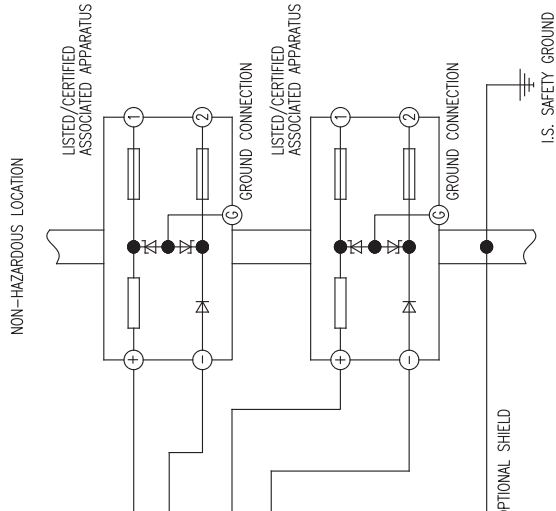 NON-HAZARDOUS LOCATION
LISTED/CERTIFIED
ASSOCIATED APPARATUS
1
2
+
-
G
GROUND CONNECTION
LISTED/CERTIFIED
ASSOCIATED APPARATUS
1
2
+
-
G
GROUND CONNECTION
OPTIONAL SHIELD
I.S. SAFETY GROUND